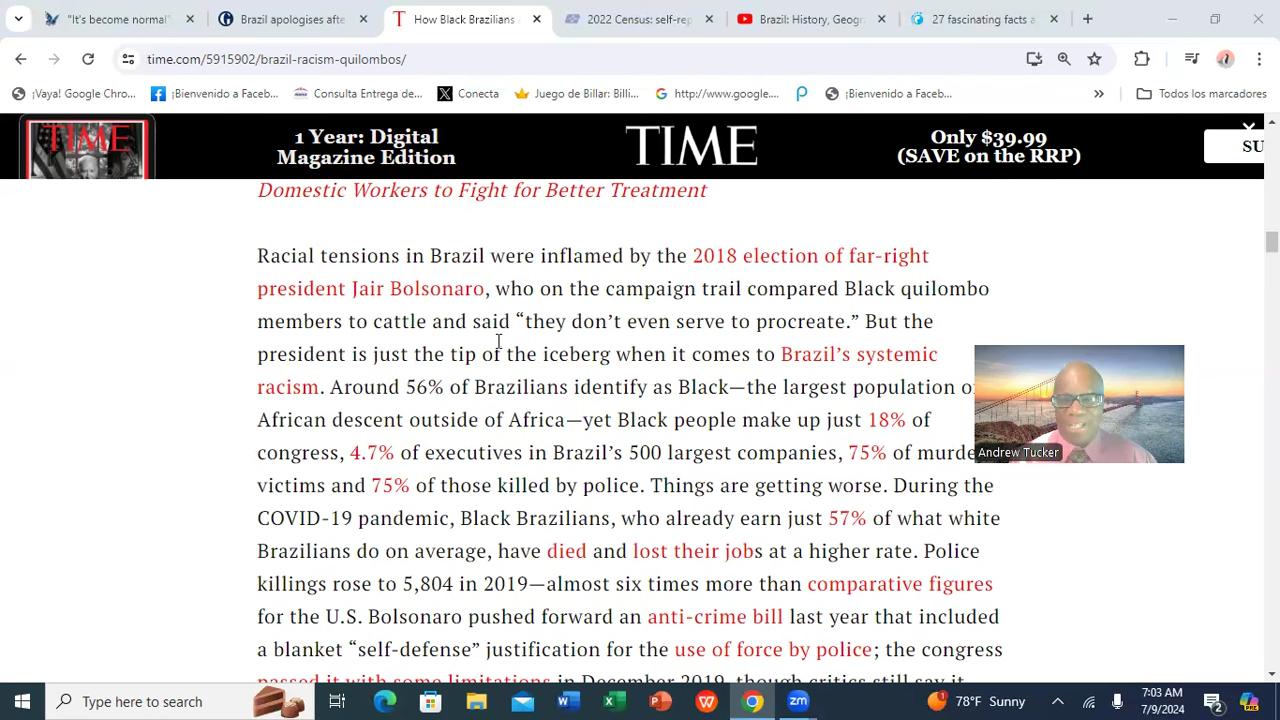 "It's become normal"
Brazil apologises afte
How Black Brazilians
2022 Census: self-rep
Brazil: History, Geogr
27 fascinating facts a
time.com/5915902/brazil-racism-quilombos/
¡Vaya! Google Chro...
¡Bienvenido a Faceb...
Consulta Entrega de...
Conecta
Juego de Billar: Billi...
http://www.google....
¡Bienvenido a Faceb...
»
Todos los marcadores
TIME
1 Year: Digital
Magazine Edition
TIME
Only $39.99
(SAVE on the RRP)
SU
Domestic Workers to Fight for Better Treatment
Racial tensions in Brazil were inflamed by the 2018 election of far-right
president Jair Bolsonaro, who on the campaign trail compared Black quilombo
members to cattle and said “they don’t even serve to procreate.” But the
president is just the tip of the iceberg when it comes to Brazil’s systemic
racism. Around 56% of Brazilians identify as Black—the largest population o
African descent outside of Africa—yet Black people make up just 18% of
congress, 4.7% of executives in Brazil’s 500 largest companies, 75% of murde
victims and 75% of those killed by police. Things are getting worse. During the
COVID-19 pandemic, Black Brazilians, who already earn just 57% of what white
Brazilians do on average, have died and lost their jobs at a higher rate. Police
killings rose to 5,804 in 2019—almost six times more than comparative figures
for the U.S. Bolsonaro pushed forward an anti-crime bill last year that included
a blanket “self-defense” justification for the use of force by police; the congress
passed it with some limitations in December 2019, though critics still say it
Andrew Tucker
Type here to search
78°F Sunny
7:03 AM
7/9/2024